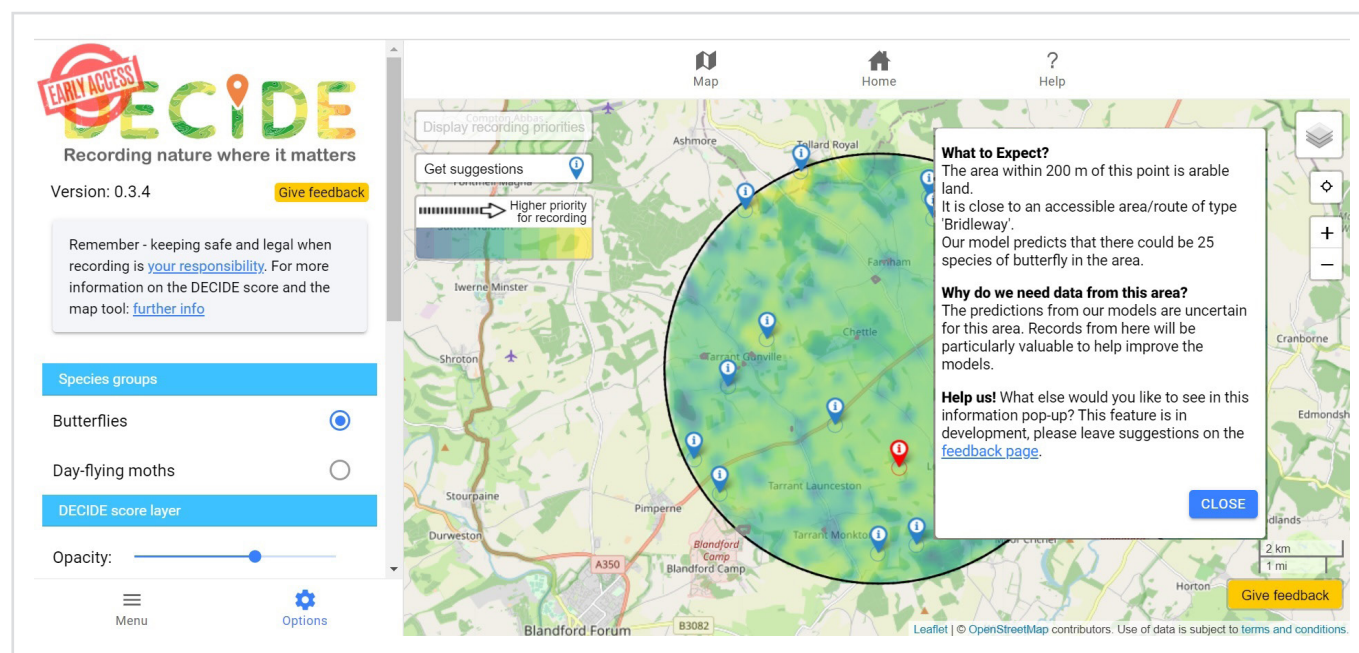 EARLY ACCESS
DECIDE
Recording nature where it matters
Version: 0.3.4
Give feedback
Remember - keeping safe and legal when
recording is your responsibility. For more
information on the DECIDE score and the
map tool: further info
Species groups
Butterflies
Day-flying moths
DECIDE score layer
Opacity:
Menu
Options
Map
Home
Help
Display recording priorities
Get suggestions
Higher priority
for recording
Compton Abbas
Ashmore
Tollard Royal
Fontmell Magna
Sutton Waldron
Iwerne Minster
Farnham
Shroton
Chettle
Tarrant Gunville
Cranborne
Stourpaine
Pimperne
Tarrant Launceston
Durweston
Blandford
Camp
Blandford Camp
Tarrant Monkton
A350
Blandford Forum
B3082
Horton
What to Expect?
The area within 200 m of this point is arable
land.
It is close to an accessible area/route of type
'Bridleway'.
Our model predicts that there could be 25
species of butterfly in the area.
Why do we need data from this area?
The predictions from our models are uncertain
for this area. Records from here will be
particularly valuable to help improve the
models.
Help us! What else would you like to see in this
information pop-up? This feature is in
development, please leave suggestions on the
feedback page.
CLOSE
+
−
2 km
1 mi
Give feedback
Leaflet | © OpenStreetMap contributors. Use of data is subject to terms and conditions.